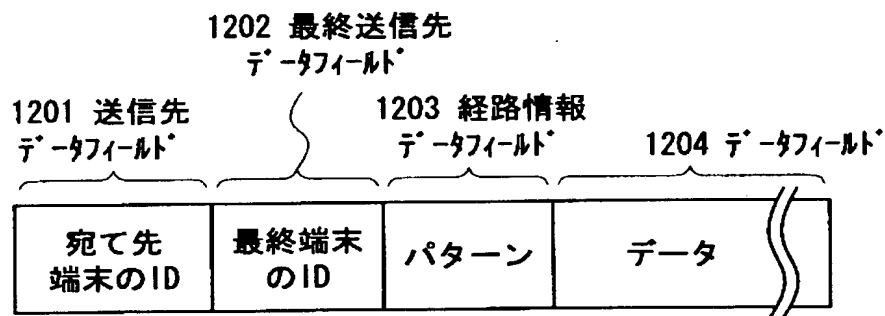 1202 最終送信先
ﾃﾞｰﾀﾌｨｰﾙﾄﾞ
1201 送信先
ﾃﾞｰﾀﾌｨｰﾙﾄﾞ
1203 経路情報
ﾃﾞｰﾀﾌｨｰﾙﾄﾞ
1204 ﾃﾞｰﾀﾌｨｰﾙﾄﾞ
宛て先
端末のID
最終端末
のID
パターン
データ